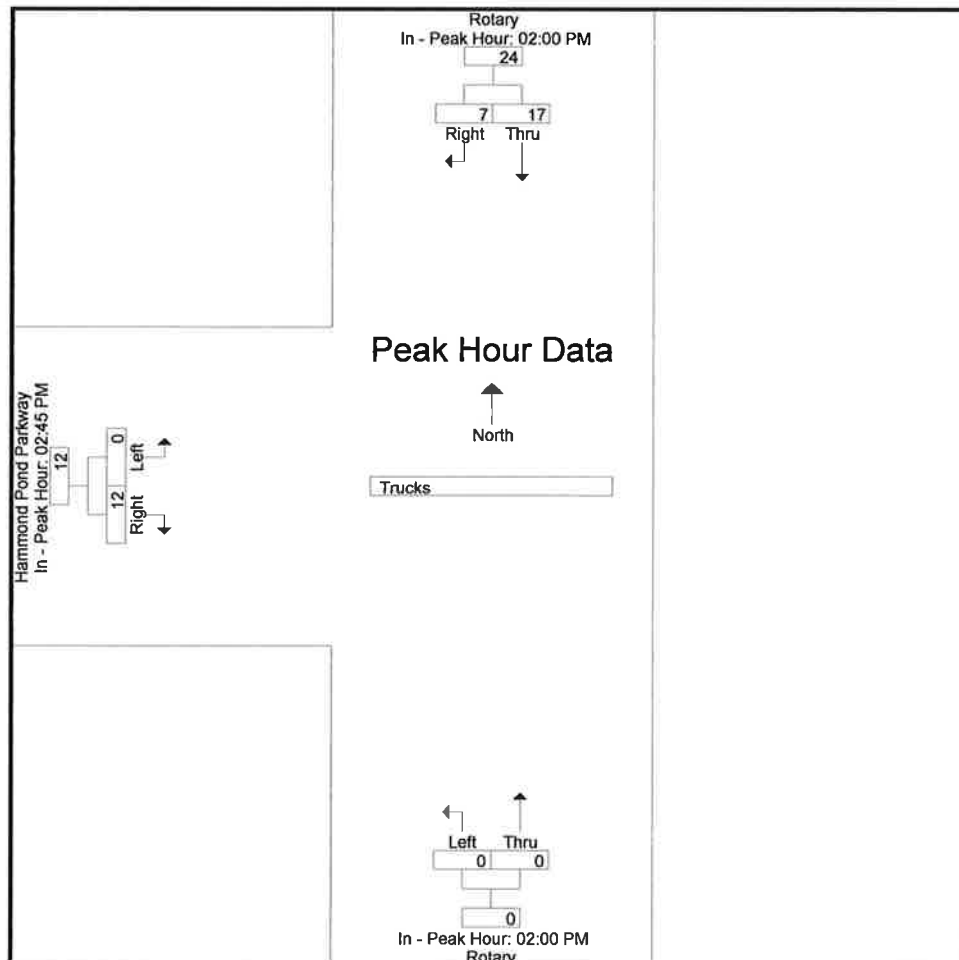 Rotary
In - Peak Hour: 02:00 PM
24
7 17
Right Thru
Peak Hour Data
North
Trucks
Hammond Pond Parkway
In - Peak Hour: 02:45 PM
12
0
Left
12
Right
Left Thru
0 0
0
In - Peak Hour: 02:00 PM
Rotary